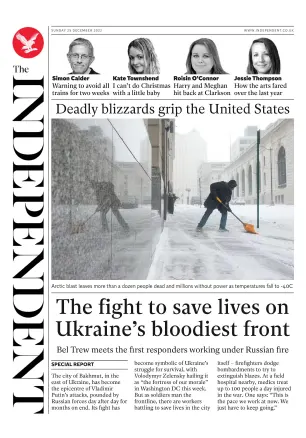 SUNDAY 25 DECEMBER 2022
WWW.INDEPENDENT.CO.UK
The
INDEPENDENT
Simon Calder
Warning to avoid all
trains for two weeks
Kate Townshend
I can't do Christmas
with a little baby
Roisin O'Connor
Harry and Meghan
hit back at Clarkson
Jessie Thompson
How the arts fared
over the last year
Deadly blizzards grip the United States
Arctic blast leaves more than a dozen people dead and millions without power as temperatures fall to -40C
The fight to save lives on
Ukraine's bloodiest front
Bel Trew meets the first responders working under Russian fire
SPECIAL REPORT
The city of Bakhmut, in the
east of Ukraine, has become
the epicentre of Vladimir
Putin's attacks, pounded by
Russian forces day after day for
months on end. Its fight has
become symbolic of Ukraine's
struggle for survival, with
Volodymyr Zelensky hailing it
as "the fortress of our morale"
in Washington DC this week.
But as soldiers man the
frontline, there are workers
battling to save lives in the city
itself – firefighters dodge
bombardments to try to
extinguish blazes. At a field
hospital nearby, medics treat
up to 100 people a day injured
in the war. One says: "This is
the pace we work at now. We
just have to keep going."